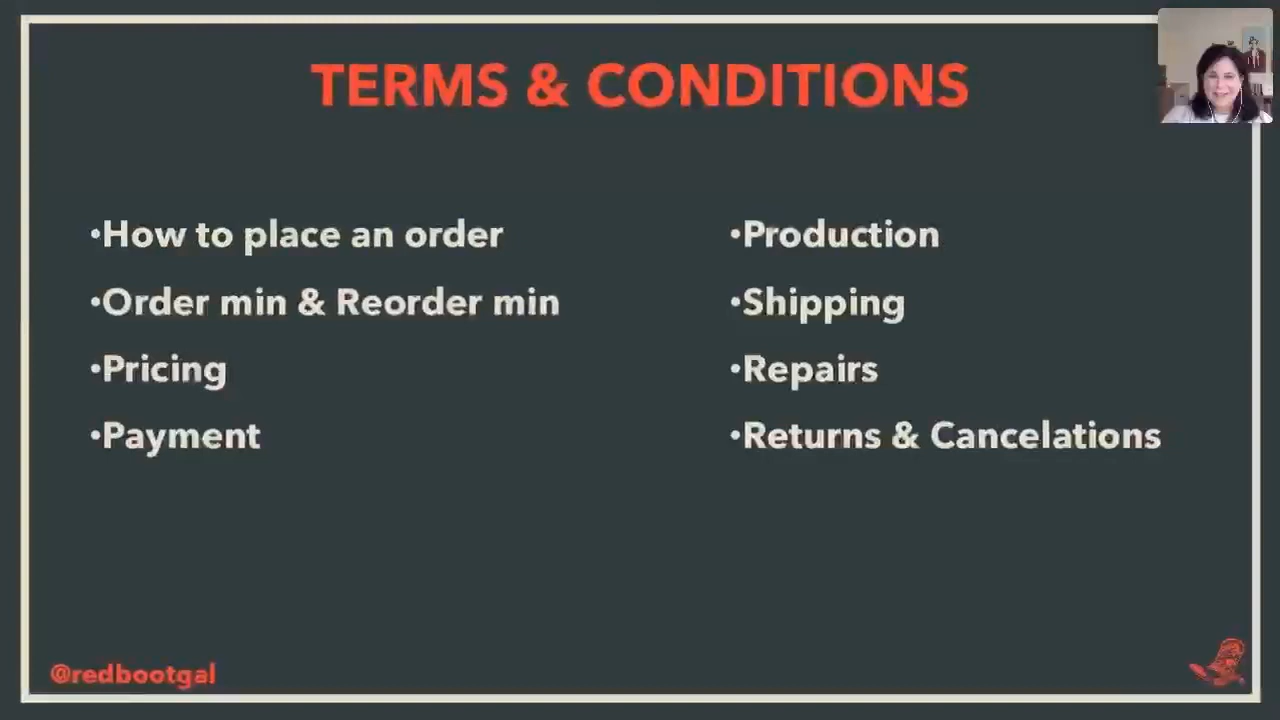 TERMS & CONDITIONS
•How to place an order
•Order min & Reorder min
•Pricing
•Payment
•Production
•Shipping
•Repairs
•Returns & Cancelations
@redbootgal